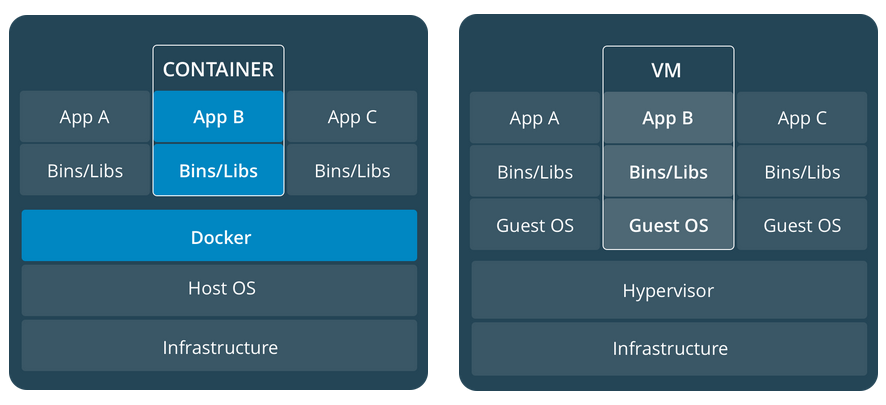 CONTAINER
App A App B App C
Bins/Libs Bins/Libs Bins/Libs
Docker
Host OS
Infrastructure
VM
App A App B App C
Bins/Libs Bins/Libs Bins/Libs
Guest OS Guest OS Guest OS
Hypervisor
Infrastructure